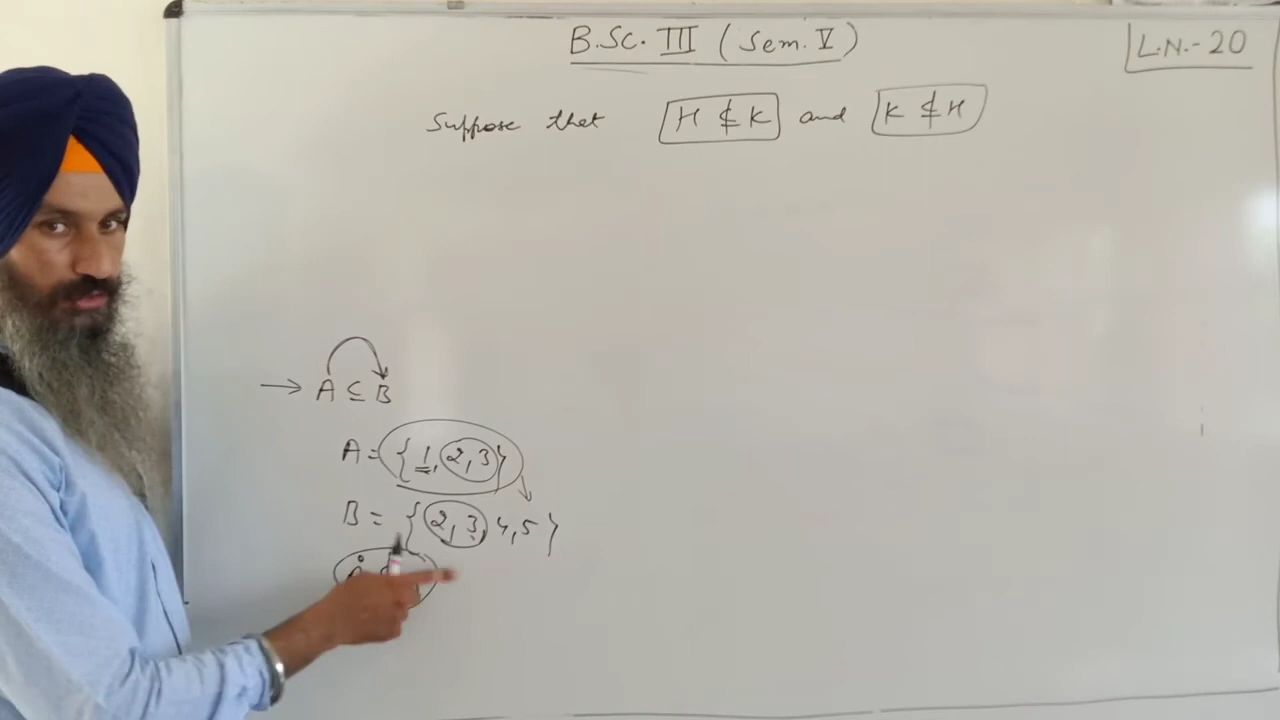 B.Sc. III (Sem. V)
L.N.-20
Suppose that H ⊄ K and K ⊄ H
→ A ⊆ B
A = {1, 2, 3}
B = {2, 3, 4, 5}